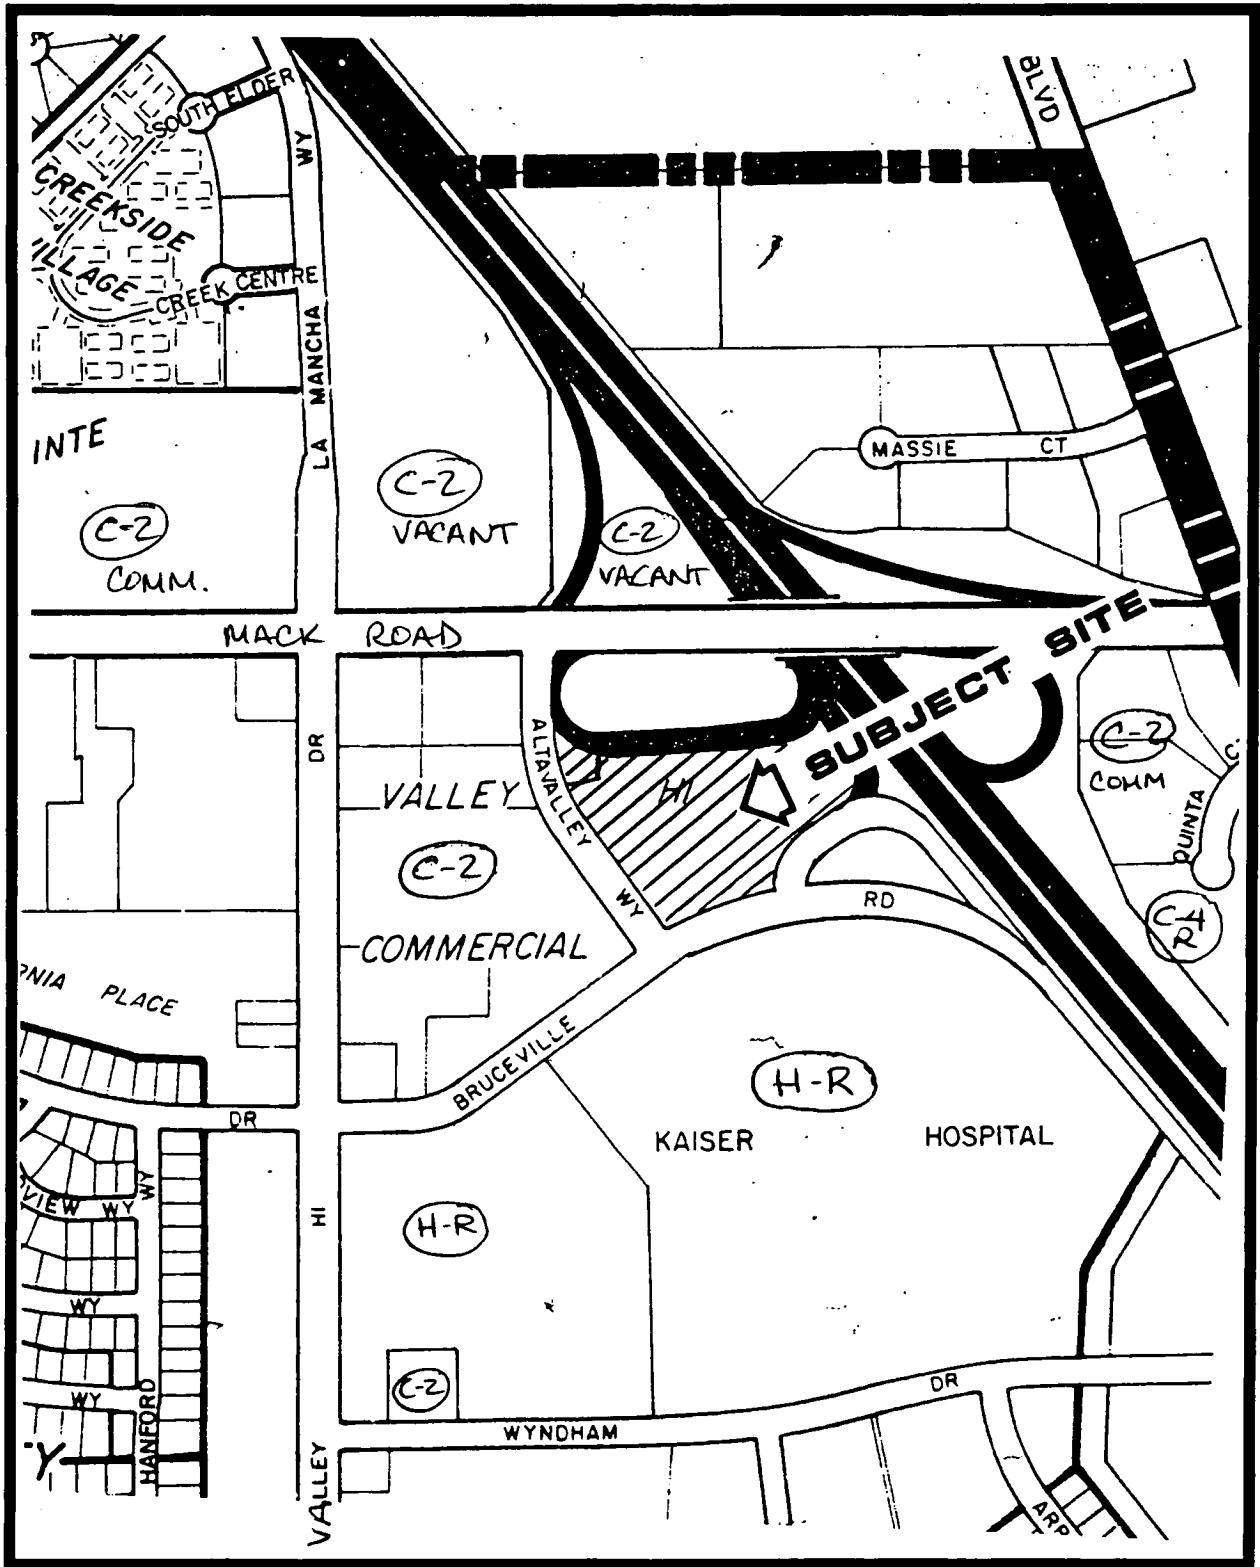 BLVD
SOUTH ELDER
WY
CREEKSIDE
VILLAGE
CREEK CENTRE
LA MANCHA
INTE
C-2
COMM.
C-2
VACANT
C-2
VACANT
MASSIE CT
MACK ROAD
SUBJECT SITE
DR
ALTAVALLEY
WY
HI
VALLEY
C-2
COMMERCIAL
C-2
COMM
QUINTA
C.
C-4
R
RD
RNIA PLACE
BRUCEVILLE
DR
H-R
KAISER HOSPITAL
H-R
HI
VALLEY
WY
VIEW WY
WY
WY
HANFORD
Y
C-2
WYNDHAM
DR
ARP